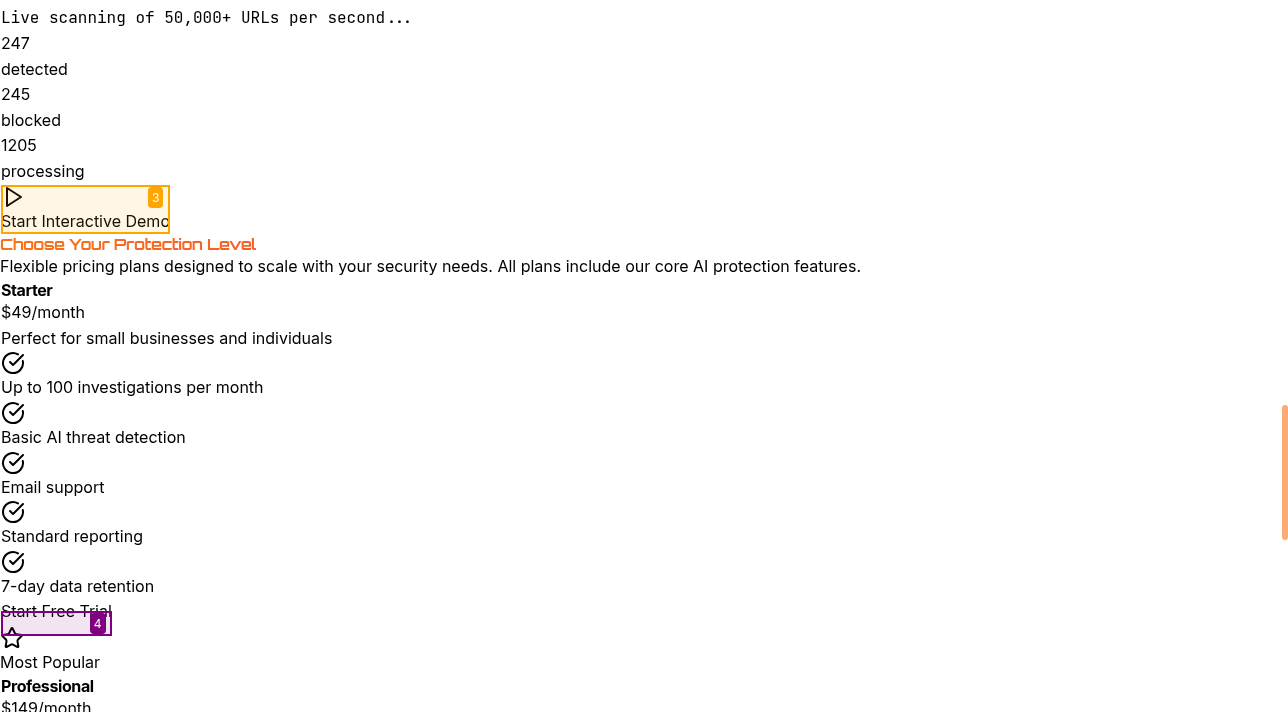 Live scanning of 50,000+ URLs per second...
247
detected
245
blocked
1205
processing
3
Start Interactive Demo
Choose Your Protection Level
Flexible pricing plans designed to scale with your security needs. All plans include our core AI protection features.
Starter
$49/month
Perfect for small businesses and individuals
Up to 100 investigations per month
Basic AI threat detection
Email support
Standard reporting
7-day data retention
Start Free Trial
4
Most Popular
Professional
$149/month